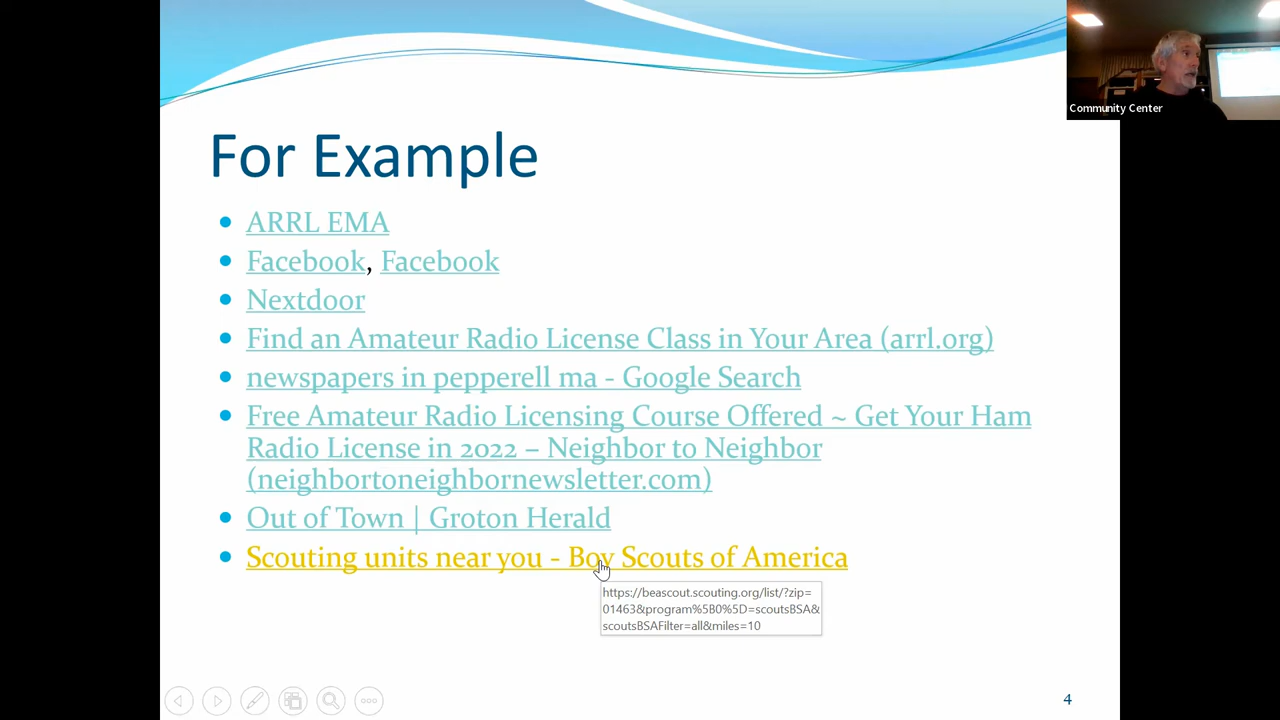 Community Center
For Example
ARRL EMA
Facebook, Facebook
Nextdoor
Find an Amateur Radio License Class in Your Area (arrl.org)
newspapers in pepperell ma - Google Search
Free Amateur Radio Licensing Course Offered ~ Get Your Ham
Radio License in 2022 – Neighbor to Neighbor
(neighbortoneighbornewsletter.com)
Out of Town | Groton Herald
Scouting units near you - Boy Scouts of America
https://beascout.scouting.org/list/?zip=
01463&program%5B0%5D=scoutsBSA&
scoutsBSAFilter=all&miles=10
4